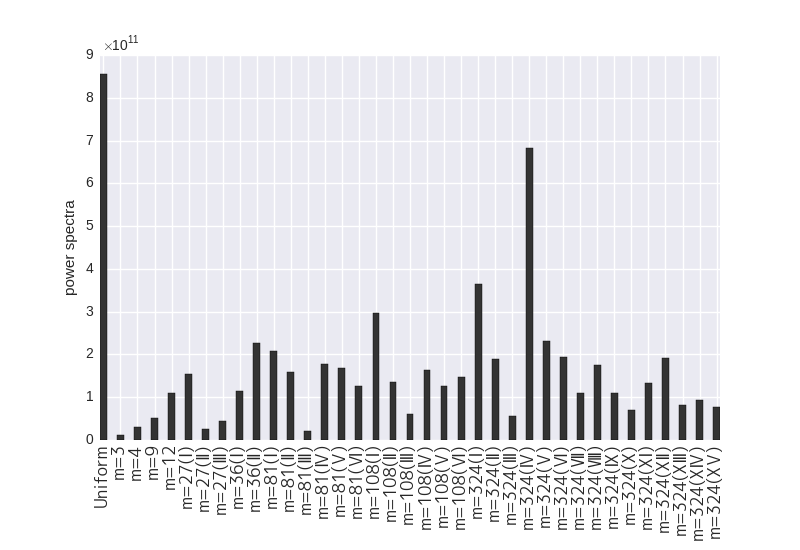 ×10¹¹
9
8
7
6
5
4
3
2
1
0
power spectra
Uniform
m=3
m=4
m=9
m=12
m=27(Ⅰ)
m=27(Ⅱ)
m=27(Ⅲ)
m=36(Ⅰ)
m=36(Ⅱ)
m=81(Ⅰ)
m=81(Ⅱ)
m=81(Ⅲ)
m=81(Ⅳ)
m=81(Ⅴ)
m=81(Ⅵ)
m=108(Ⅰ)
m=108(Ⅱ)
m=108(Ⅲ)
m=108(Ⅳ)
m=108(Ⅴ)
m=108(Ⅵ)
m=324(Ⅰ)
m=324(Ⅱ)
m=324(Ⅲ)
m=324(Ⅳ)
m=324(Ⅴ)
m=324(Ⅵ)
m=324(Ⅶ)
m=324(Ⅷ)
m=324(Ⅸ)
m=324(Ⅹ)
m=324(Ⅺ)
m=324(Ⅻ)
m=324(XⅢ)
m=324(XⅣ)
m=324(XⅤ)